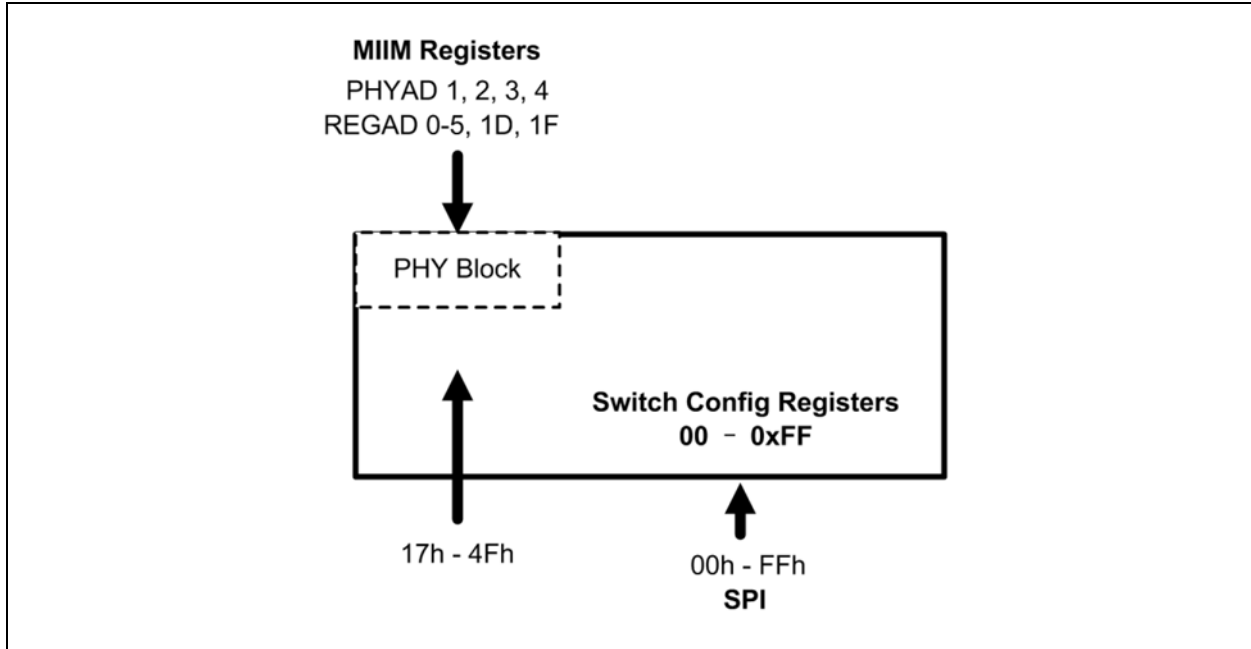 MIIM Registers
PHYAD 1, 2, 3, 4
REGAD 0-5, 1D, 1F
PHY Block
Switch Config Registers
00 – 0xFF
17h - 4Fh
00h - FFh
SPI